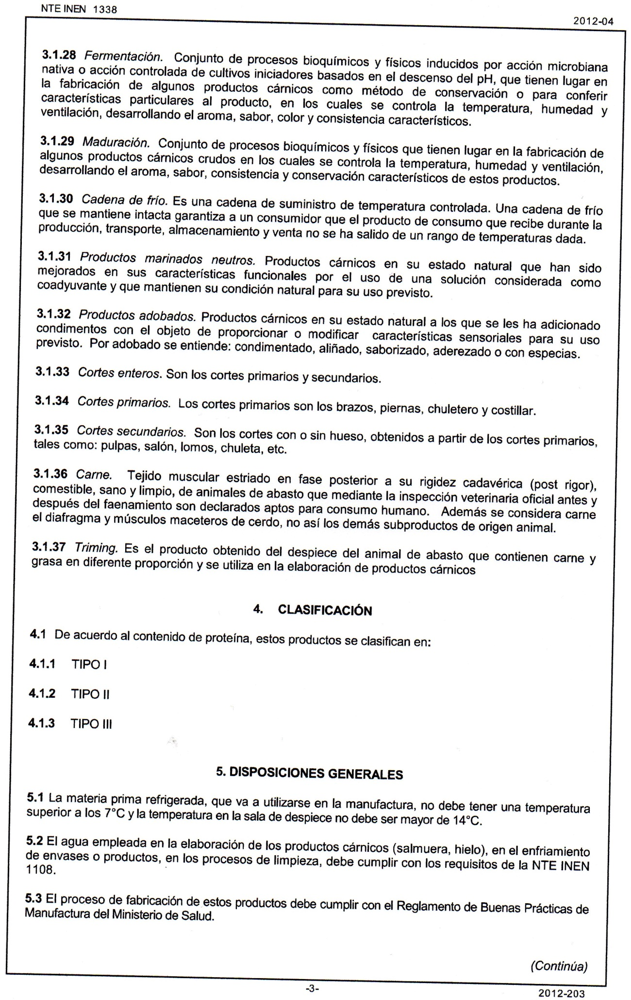 NTE INEN 1338
2012-04
3.1.28 Fermentación. Conjunto de procesos bioquímicos y físicos inducidos por acción microbiana
nativa o acción controlada de cultivos iniciadores basados en el descenso del pH, que tienen lugar en
la fabricación de algunos productos cárnicos como método de conservación o para conferir
características particulares al producto, en los cuales se controla la temperatura, humedad y
ventilación, desarrollando el aroma, sabor, color y consistencia característicos.
3.1.29 Maduración. Conjunto de procesos bioquímicos y físicos que tienen lugar en la fabricación de
algunos productos cárnicos crudos en los cuales se controla la temperatura, humedad y ventilación,
desarrollando el aroma, sabor, consistencia y conservación característicos de estos productos.
3.1.30 Cadena de frío. Es una cadena de suministro de temperatura controlada. Una cadena de frío
que se mantiene intacta garantiza a un consumidor que el producto de consumo que recibe durante la
producción, transporte, almacenamiento y venta no se ha salido de un rango de temperaturas dada.
3.1.31 Productos marinados neutros. Productos cárnicos en su estado natural que han sido
mejorados en sus características funcionales por el uso de una solución considerada como
coadyuvante y que mantienen su condición natural para su uso previsto.
3.1.32 Productos adobados. Productos cárnicos en su estado natural a los que se les ha adicionado
condimentos con el objeto de proporcionar o modificar características sensoriales para su uso
previsto. Por adobado se entiende: condimentado, aliñado, saborizado, aderezado o con especias.
3.1.33 Cortes enteros. Son los cortes primarios y secundarios.
3.1.34 Cortes primarios. Los cortes primarios son los brazos, piernas, chuletero y costillar.
3.1.35 Cortes secundarios. Son los cortes con o sin hueso, obtenidos a partir de los cortes primarios,
tales como: pulpas, salón, lomos, chuleta, etc.
3.1.36 Carne. Tejido muscular estriado en fase posterior a su rigidez cadavérica (post rigor),
comestible, sano y limpio, de animales de abasto que mediante la inspección veterinaria oficial antes y
después del faenamiento son declarados aptos para consumo humano. Además se considera carne
el diafragma y músculos maceteros de cerdo, no así los demás subproductos de origen animal.
3.1.37 Triming. Es el producto obtenido del despiece del animal de abasto que contienen carne y
grasa en diferente proporción y se utiliza en la elaboración de productos cárnicos
4. CLASIFICACIÓN
4.1 De acuerdo al contenido de proteína, estos productos se clasifican en:
4.1.1 TIPO I
4.1.2 TIPO II
4.1.3 TIPO III
5. DISPOSICIONES GENERALES
5.1 La materia prima refrigerada, que va a utilizarse en la manufactura, no debe tener una temperatura
superior a los 7°C y la temperatura en la sala de despiece no debe ser mayor de 14°C.
5.2 El agua empleada en la elaboración de los productos cárnicos (salmuera, hielo), en el enfriamiento
de envases o productos, en los procesos de limpieza, debe cumplir con los requisitos de la NTE INEN
1108.
5.3 El proceso de fabricación de estos productos debe cumplir con el Reglamento de Buenas Prácticas de
Manufactura del Ministerio de Salud.
(Continúa)
-3-
2012-203